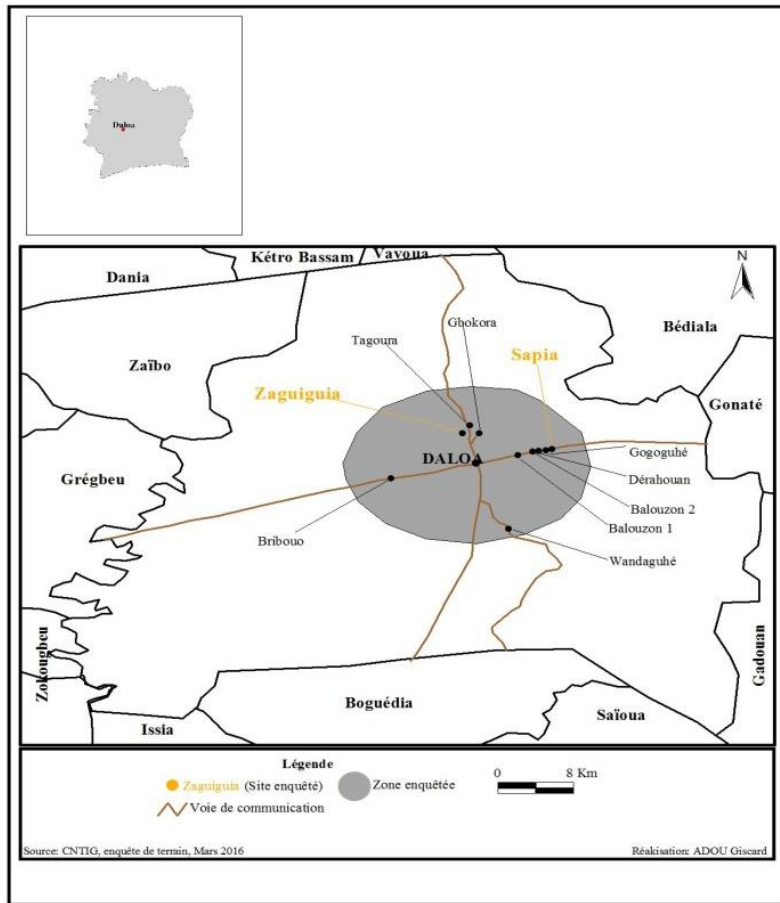 Daloa
Kétro Bassam
Vavoua
Dania
N
Gbokora
Bédiala
Tagoura
Sapia
Zaïbo
Zaguiguia
Gonaté
DALOA
Gogoguhé
Grégbeu
Dérahouan
Balouzon 2
Balouzon 1
Bribouo
Wandaguhé
Zokougbeu
Gadouan
Boguédia
Saïoua
Issia
Légende
Zaguiguia (Site enquêté)
Zone enquêtée
0 8 Km
Voie de communication
Source: CNTIG, enquête de terrain, Mars 2016
Réakisation: ADOU Giscard